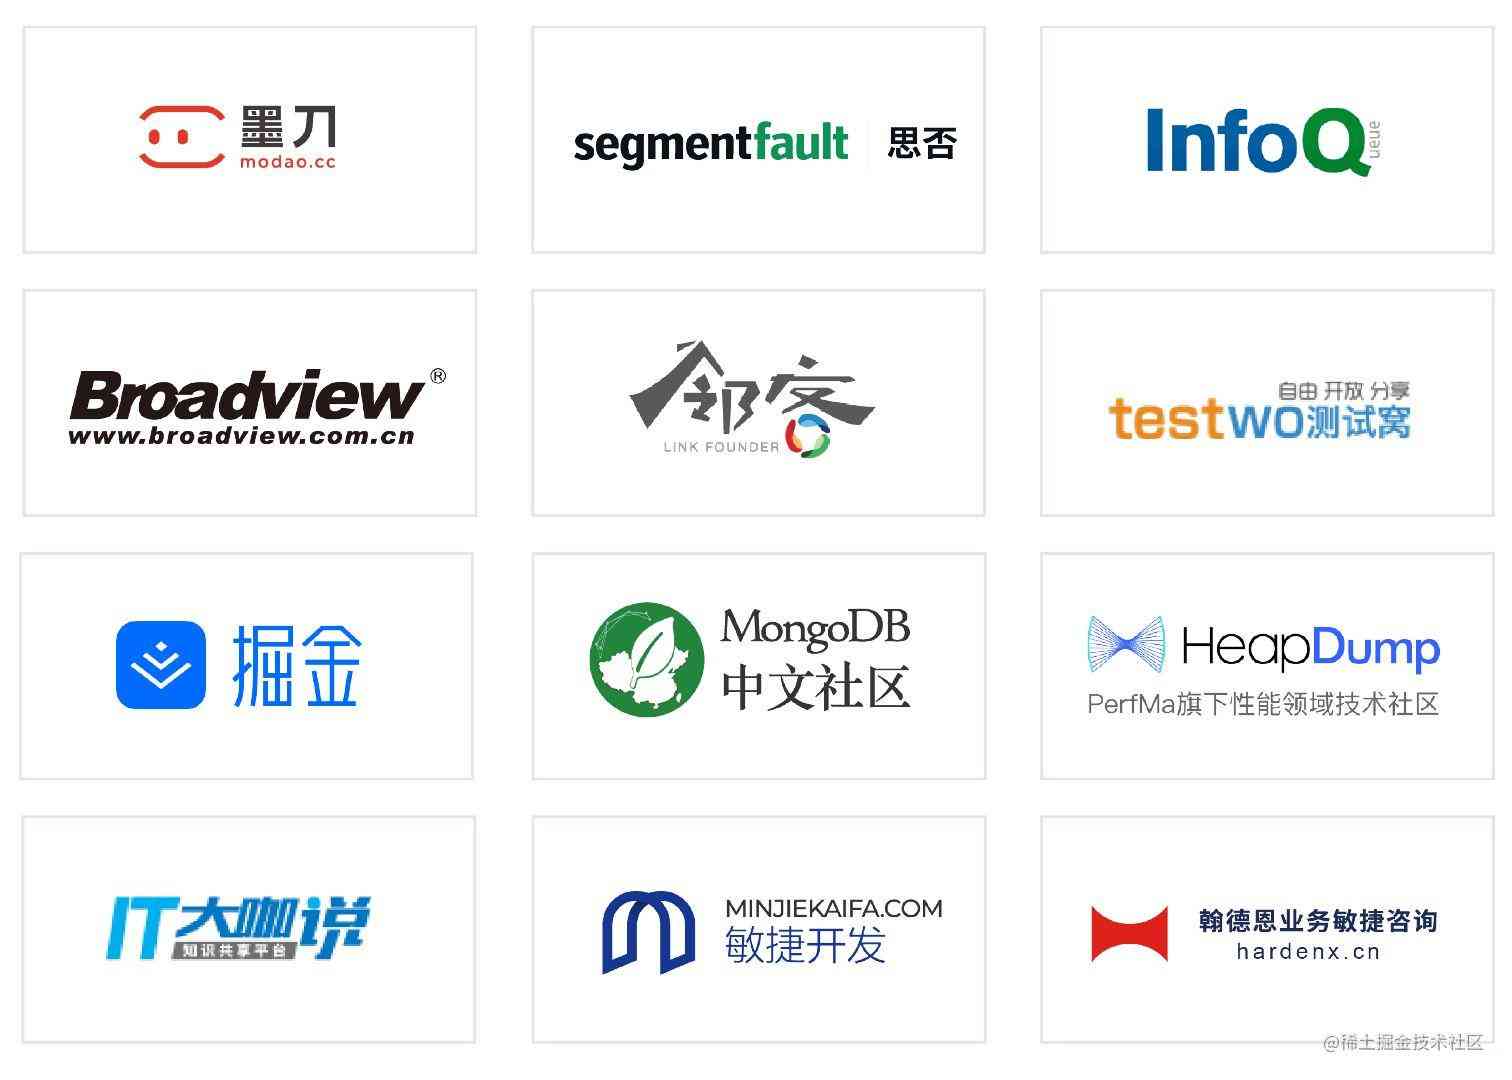 墨刀
modao.cc
segmentfault 思否
InfoQ
ueue
Broadview®
www.broadview.com.cn
邻客
LINK FOUNDER
自由 开放 分享
testwo测试窝
掘金
MongoDB
中文社区
HeapDump
PerfMa旗下性能领域技术社区
IT大咖说
知识共享平台
MINJIEKAIFA.COM
敏捷开发
翰德恩业务敏捷咨询
hardenx.cn
@稀土掘金技术社区